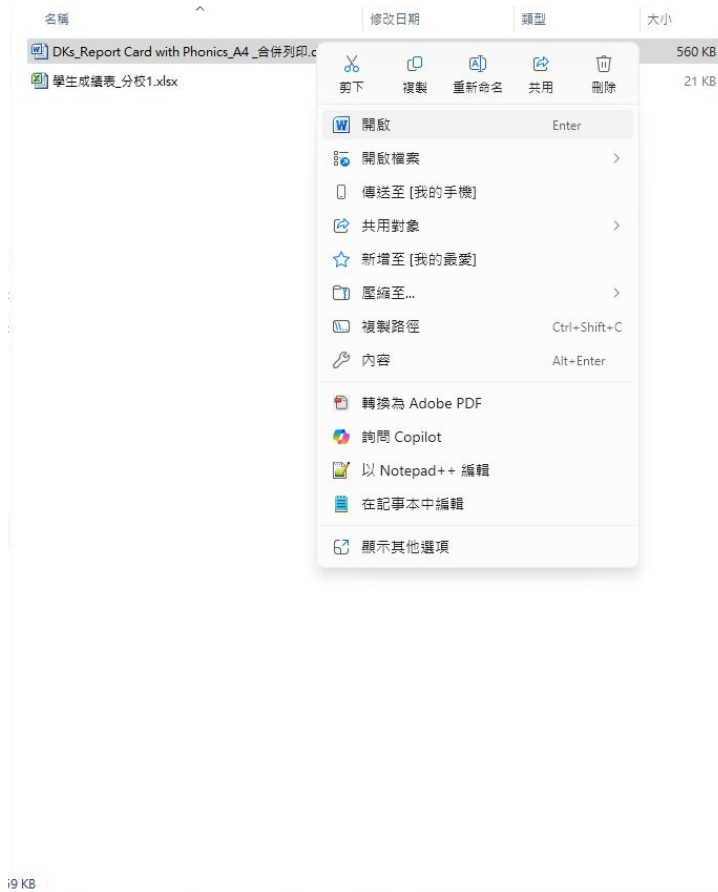 名稱 修改日期 類型 大小
DKs_Report Card with Phonics_A4 _合併列印.c 560 KB
學生成績表_分校1.xlsx 21 KB
剪下 複製 重新命名 共用 刪除
開啟 Enter
開啟檔案
傳送至 [我的手機]
共用對象
新增至 [我的最愛]
壓縮至...
複製路徑 Ctrl+Shift+C
內容 Alt+Enter
轉換為 Adobe PDF
詢問 Copilot
以 Notepad++ 編輯
在記事本中編輯
顯示其他選項
59 KB